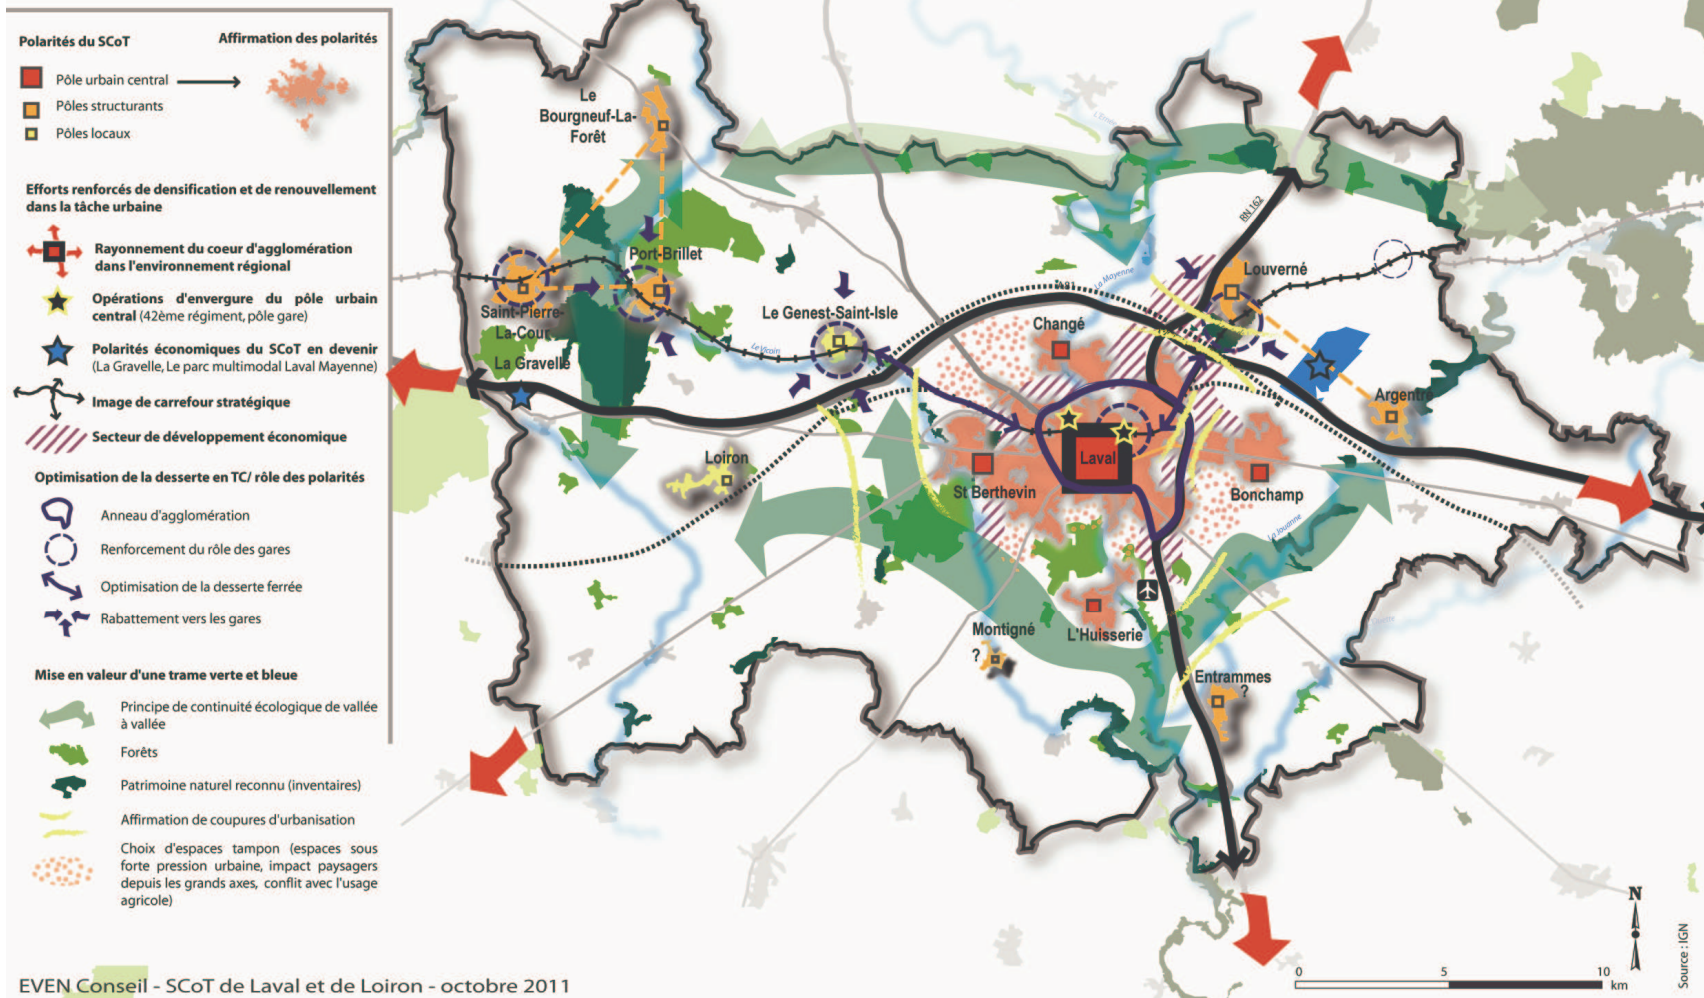 Polarités du SCoT
Affirmation des polarités
Pôle urbain central
Pôles structurants
Pôles locaux
Efforts renforcés de densification et de renouvellement
dans la tâche urbaine
Rayonnement du coeur d'agglomération
dans l'environnement régional
Opérations d'envergure du pôle urbain
central (42ème régiment, pôle gare)
Polarités économiques du SCoT en devenir
(La Gravelle, Le parc multimodal Laval Mayenne)
Image de carrefour stratégique
Secteur de développement économique
Optimisation de la desserte en TC/ rôle des polarités
Anneau d'agglomération
Renforcement du rôle des gares
Optimisation de la desserte ferrée
Rabattement vers les gares
Mise en valeur d'une trame verte et bleue
Principe de continuité écologique de vallée
à vallée
Forêts
Patrimoine naturel reconnu (inventaires)
Affirmation de coupures d'urbanisation
Choix d'espaces tampon (espaces sous
forte pression urbaine, impact paysagers
depuis les grands axes, conflit avec l'usage
agricole)
EVEN Conseil - SCoT de Laval et de Loiron - octobre 2011
Le
Bourgneuf-La-
Forêt
L'Ernée
RN 162
Port-Brillet
Louverné
La Mayenne
A81
Saint-Pierre-
La-Cour
Le Genest-Saint-Isle
Changé
Le Vicoin
La Gravelle
Argentré
Loiron
Laval
St Berthevin
Bonchamp
La Jouanne
Montigné
?
L'Huisserie
Entrammes
?
N
0 5 10
km
Source : IGN